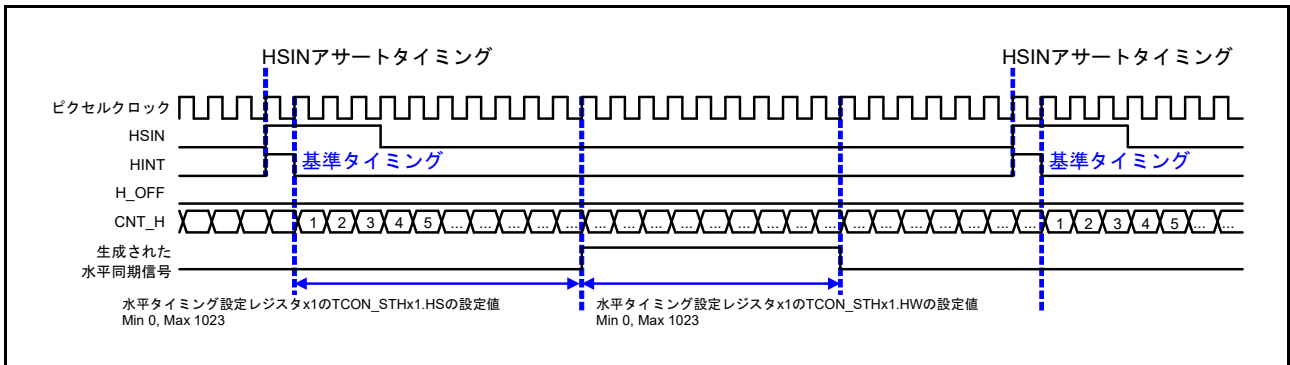 HSINアサートタイミング HSINアサートタイミング
ピクセルクロック
HSIN
HINT 基準タイミング 基準タイミング
H_OFF
CNT_H 1 2 3 4 5 ... ... ... ... ... ... ... ... ... ... ... ... ... ... ... ... ... ... ... ... ... 1 2 3 4 5 ... ...
生成された
水平同期信号
水平タイミング設定レジスタx1のTCON_STHx1.HSの設定値 水平タイミング設定レジスタx1のTCON_STHx1.HWの設定値
Min 0, Max 1023 Min 0, Max 1023